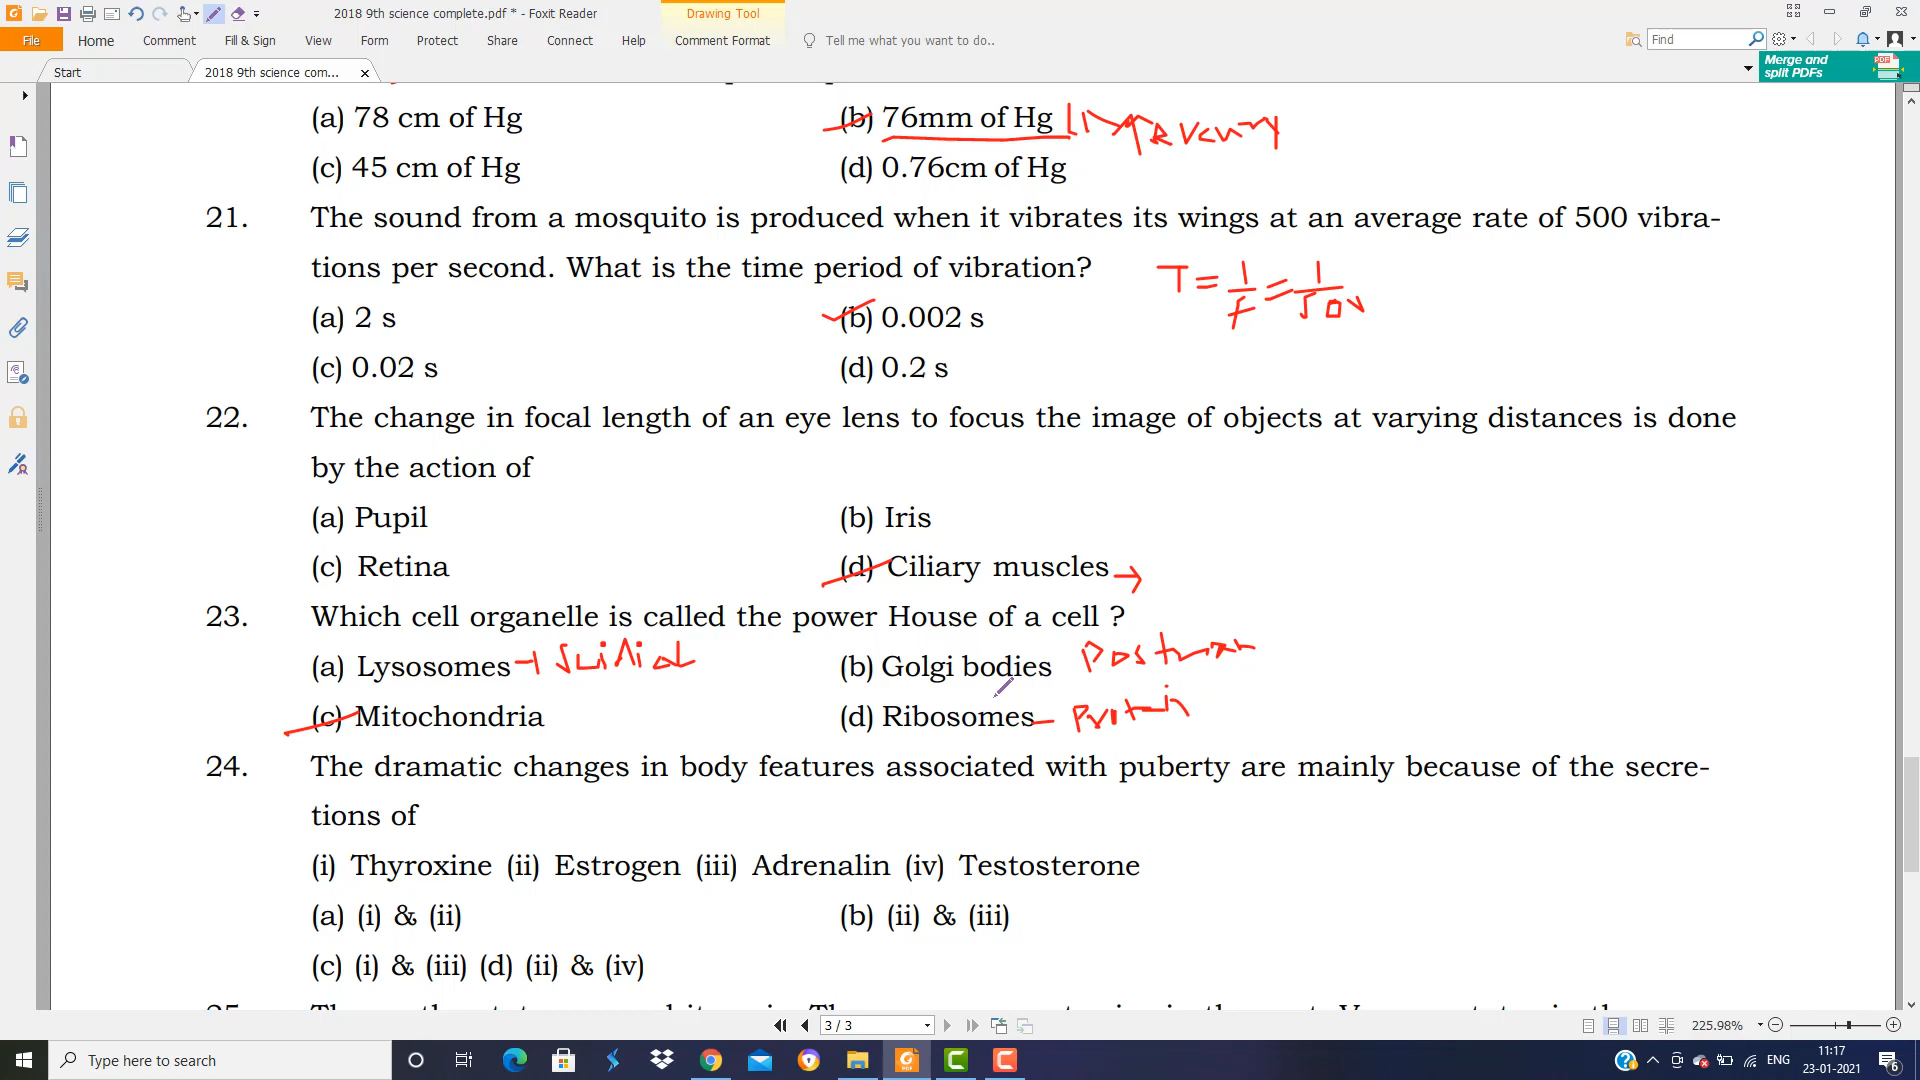 2018 9th science complete.pdf * - Foxit Reader
Drawing Tool
File Home Comment Fill & Sign View Form Protect Share Connect Help Comment Format Tell me what you want to do.. Find
Start 2018 9th science com... Merge and split PDFs
(a) 78 cm of Hg (b) 76mm of Hg
(c) 45 cm of Hg (d) 0.76cm of Hg
21. The sound from a mosquito is produced when it vibrates its wings at an average rate of 500 vibra-
tions per second. What is the time period of vibration? T = 1/F = 1/500
(a) 2 s (b) 0.002 s
(c) 0.02 s (d) 0.2 s
22. The change in focal length of an eye lens to focus the image of objects at varying distances is done
by the action of
(a) Pupil (b) Iris
(c) Retina (d) Ciliary muscles →
23. Which cell organelle is called the power House of a cell ?
(a) Lysosomes (b) Golgi bodies Postman
(c) Mitochondria (d) Ribosomes – Protein
24. The dramatic changes in body features associated with puberty are mainly because of the secre-
tions of
(i) Thyroxine (ii) Estrogen (iii) Adrenalin (iv) Testosterone
(a) (i) & (ii) (b) (ii) & (iii)
(c) (i) & (iii) (d) (ii) & (iv)
3 / 3 225.98%
Type here to search ENG 11:17
23-01-2021 6